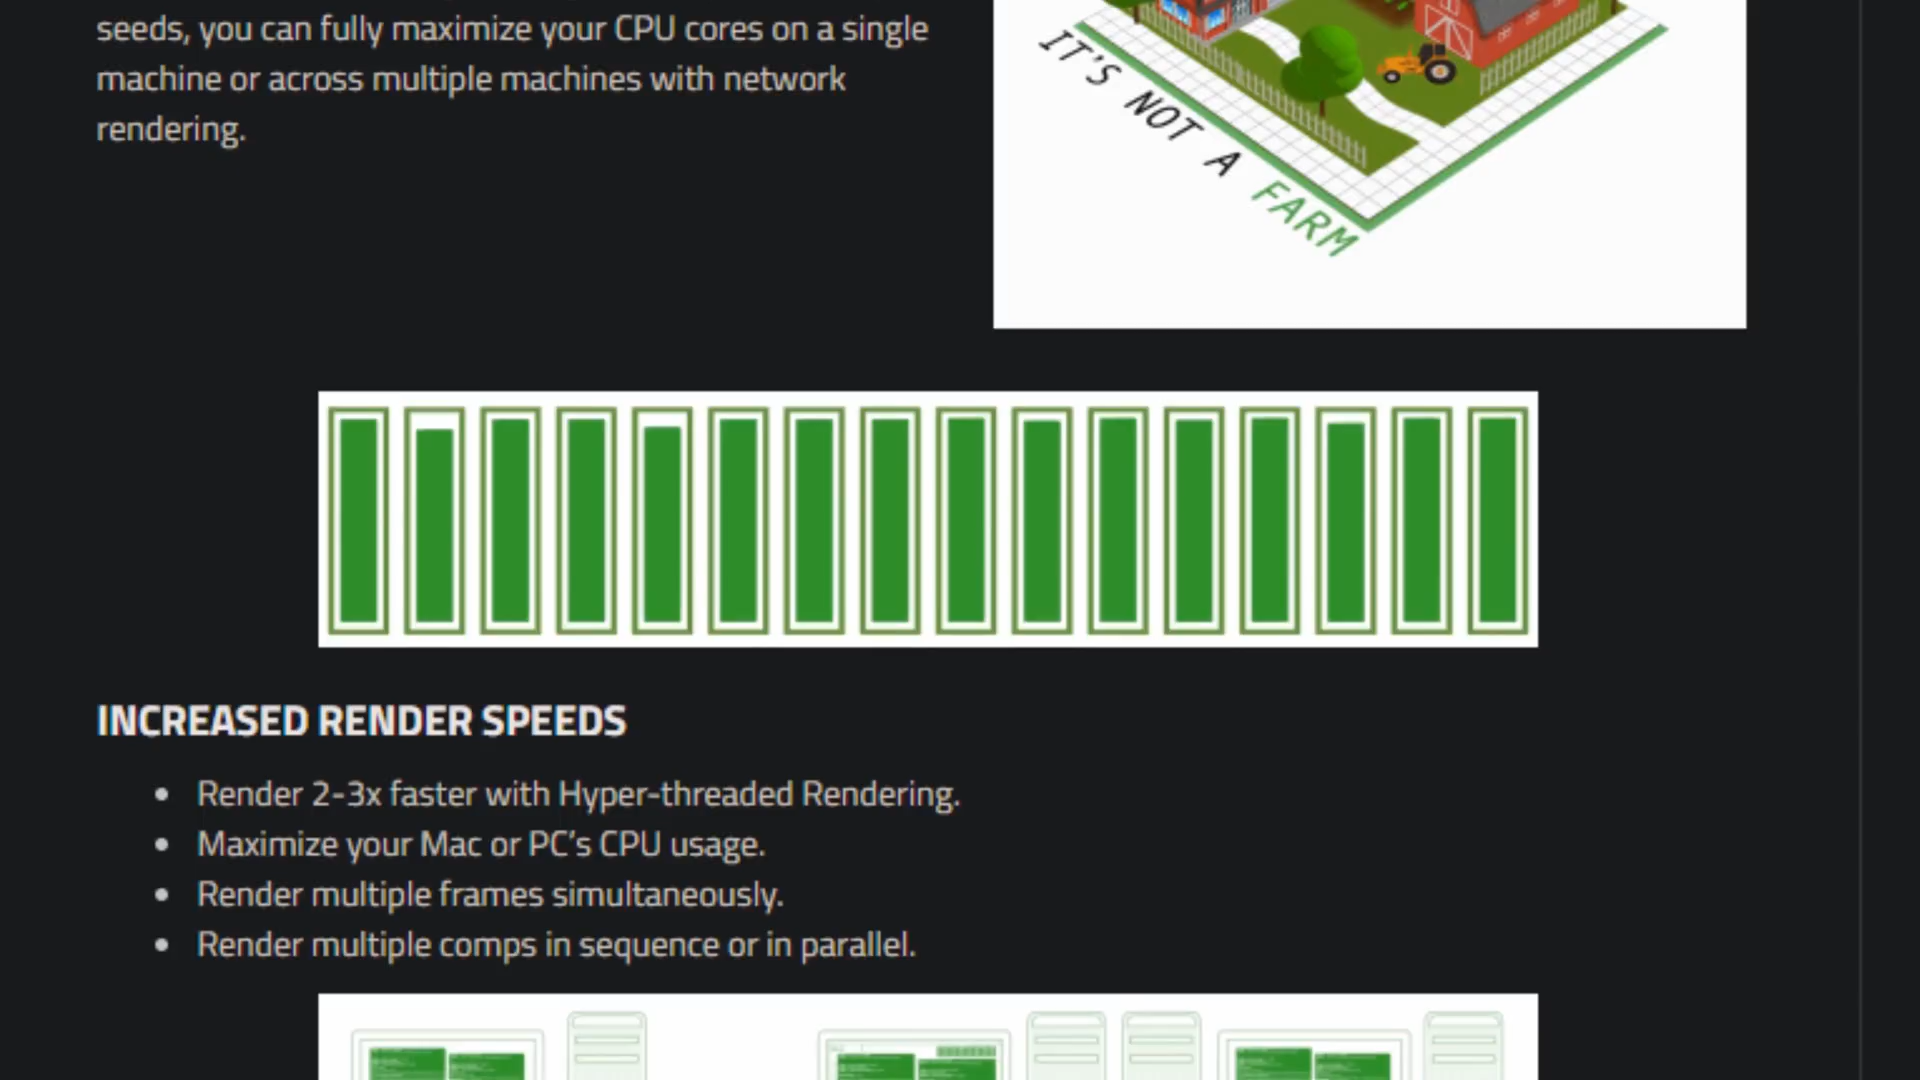 seeds, you can fully maximize your CPU cores on a single
machine or across multiple machines with network
rendering.
IT'S NOT A FARM
INCREASED RENDER SPEEDS
Render 2-3x faster with Hyper-threaded Rendering.
Maximize your Mac or PC's CPU usage.
Render multiple frames simultaneously.
Render multiple comps in sequence or in parallel.